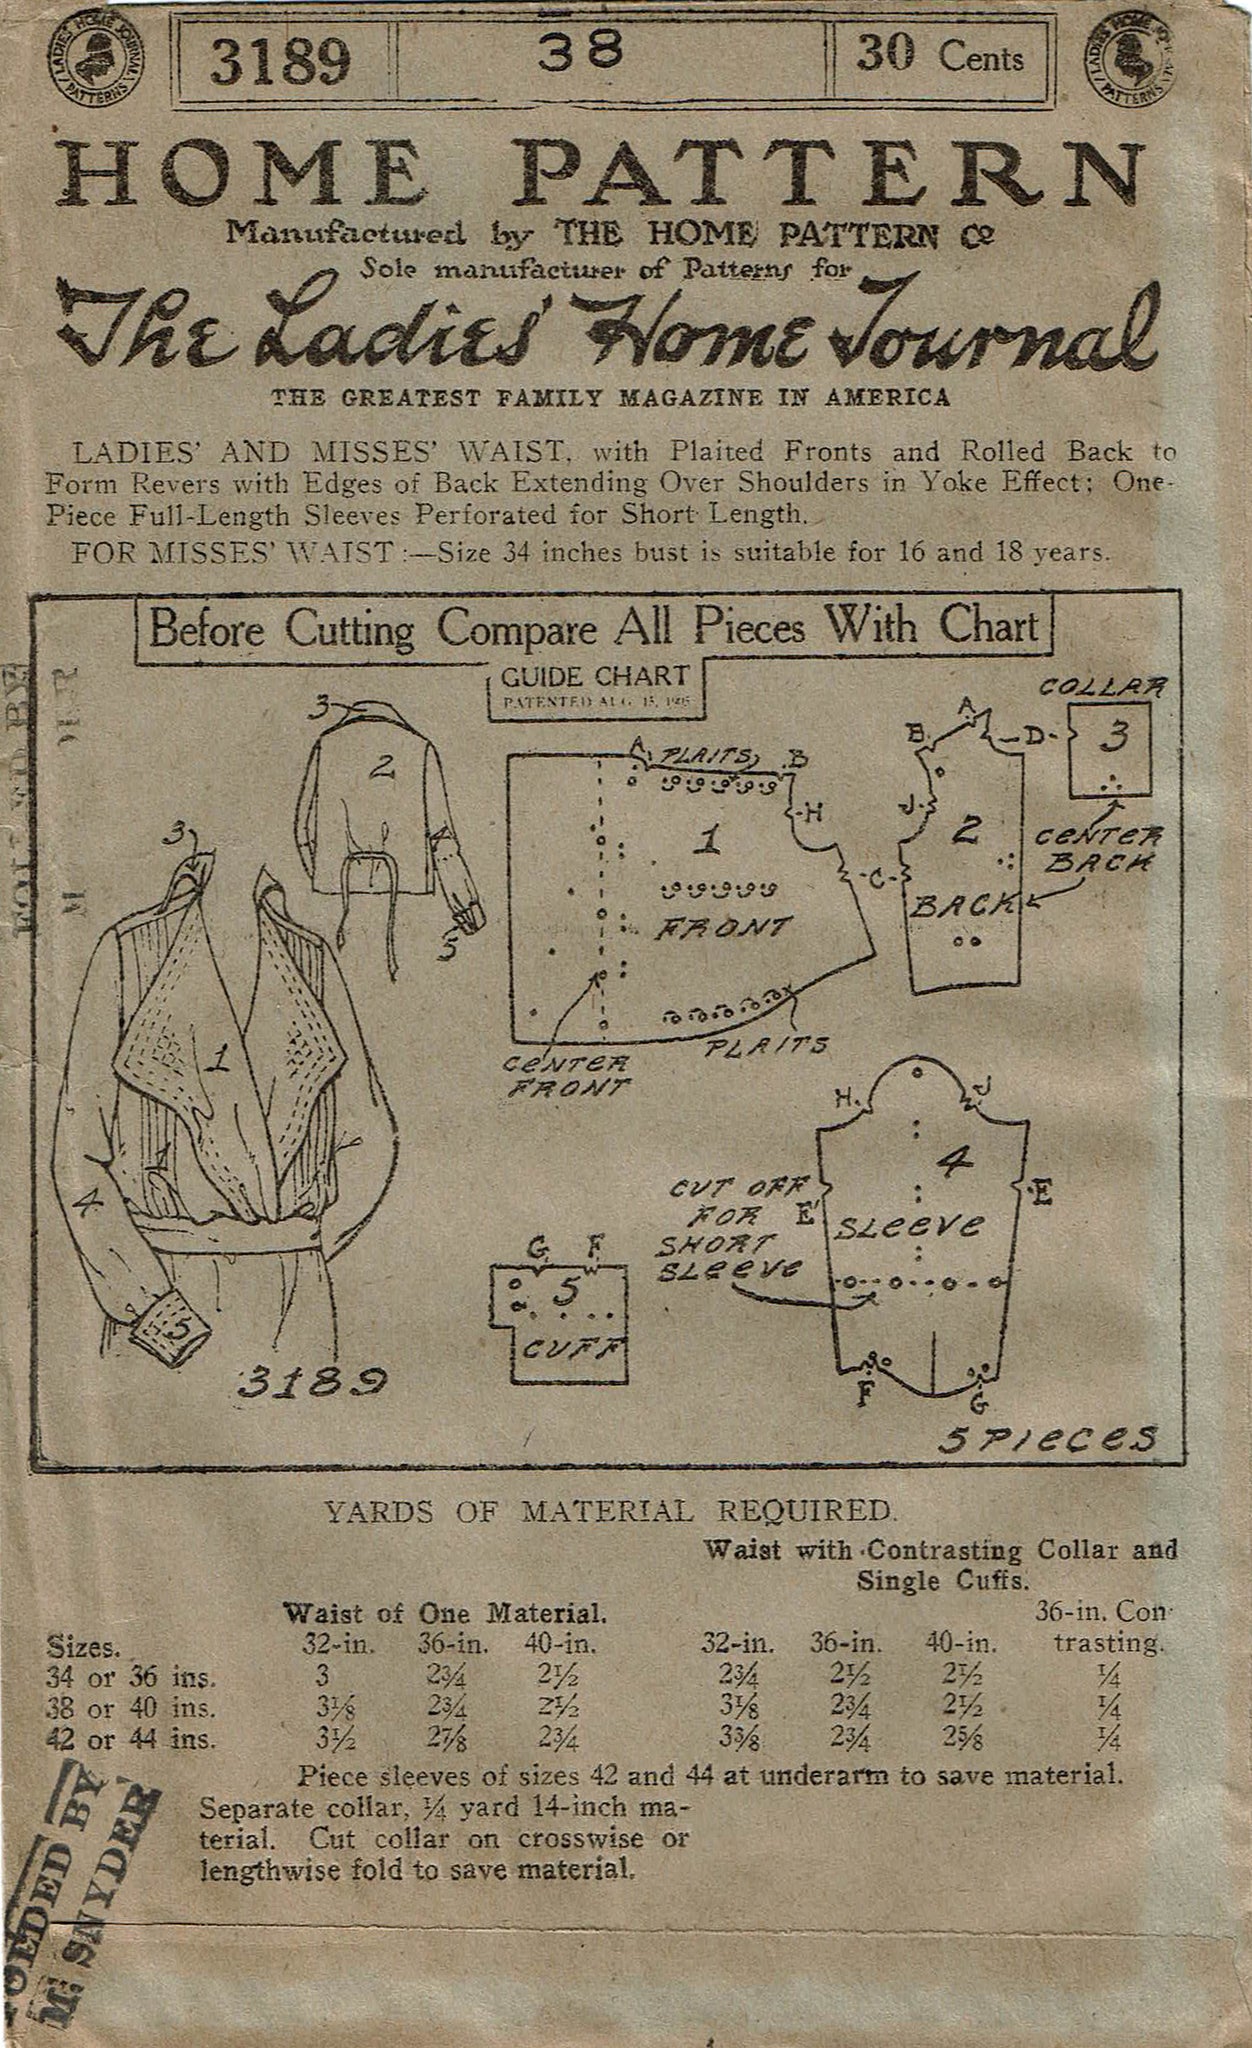 LADIES' HOME JOURNAL PATTERNS
3189
38
30 Cents
LADIES HOME JOURNAL PATTERNS
HOME PATTERN
Manufactured by THE HOME PATTERN Co
Sole manufacturer of Patterns for
The Ladies' Home Journal
THE GREATEST FAMILY MAGAZINE IN AMERICA
LADIES' AND MISSES' WAIST, with Plaited Fronts and Rolled Back to
Form Revers with Edges of Back Extending Over Shoulders in Yoke Effect; One-
Piece Full-Length Sleeves Perforated for Short Length.
FOR MISSES' WAIST:—Size 34 inches bust is suitable for 16 and 18 years.
Before Cutting Compare All Pieces With Chart
GUIDE CHART
PATENTED AUG. 15,
3
2
5
3
1
4
5
3189
A PLAITS B
H
1
FRONT
PLAITS
CENTER
FRONT
A
B
D
J
2
C
BACK
COLLAR
3
CENTER
BACK
H
J
4
E
E
SLEEVE
CUT OFF
FOR
SHORT
SLEEVE
F
G
G F
5
CUFF
5 PIECES
YARDS OF MATERIAL REQUIRED.
Waist with Contrasting Collar and
Single Cuffs.
Waist of One Material.
36-in. Con-
Sizes. 32-in. 36-in. 40-in. 32-in. 36-in. 40-in. trasting.
34 or 36 ins. 3 2¾ 2½ 2¾ 2½ 2½ ¼
38 or 40 ins. 3⅛ 2¾ 2½ 3⅛ 2¾ 2½ ¼
42 or 44 ins. 3½ 2⅞ 2¾ 3⅜ 2¾ 2⅝ ¼
Piece sleeves of sizes 42 and 44 at underarm to save material.
Separate collar, ¼ yard 14-inch ma-
terial. Cut collar on crosswise or
lengthwise fold to save material.
BY
M. SNYDER